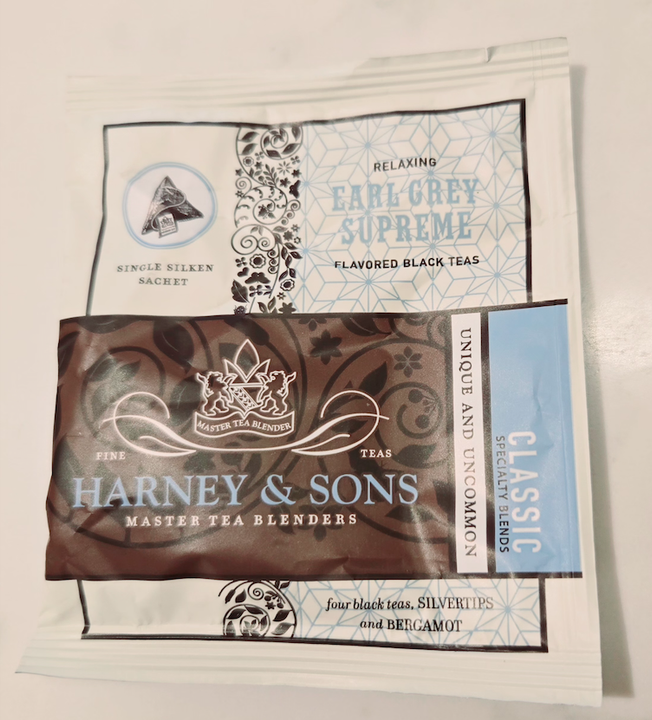 RELAXING
EARL GREY
SUPREME
FLAVORED BLACK TEAS
SINGLE SILKEN
SACHET
MASTER TEA BLENDER
FINE
TEAS
HARNEY & SONS
MASTER TEA BLENDERS
UNIQUE AND UNCOMMON
CLASSIC
SPECIALTY BLENDS
four black teas, SILVERTIPS
and BERGAMOT